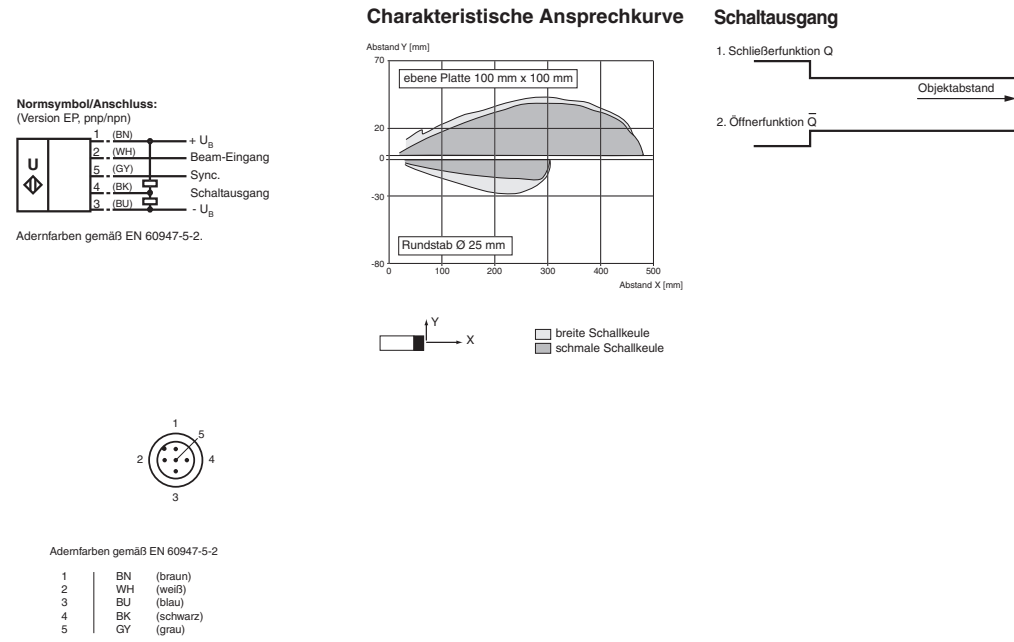 Charakteristische Ansprechkurve
Schaltausgang
Normsymbol/Anschluss:
(Version EP, pnp/npn)
U
1 (BN) + UB
2 (WH) Beam-Eingang
5 (GY) Sync.
4 (BK) Schaltausgang
3 (BU) - UB
Adernfarben gemäß EN 60947-5-2.
Abstand Y [mm]
70
ebene Platte 100 mm x 100 mm
20
0
-30
Rundstab Ø 25 mm
-80
0 100 200 300 400 500
Abstand X [mm]
Y
X
breite Schallkeule
schmale Schallkeule
1. Schließerfunktion Q
Objektabstand
2. Öffnerfunktion Q̅
1
5
2
4
3
Adernfarben gemäß EN 60947-5-2
1 BN (braun)
2 WH (weiß)
3 BU (blau)
4 BK (schwarz)
5 GY (grau)